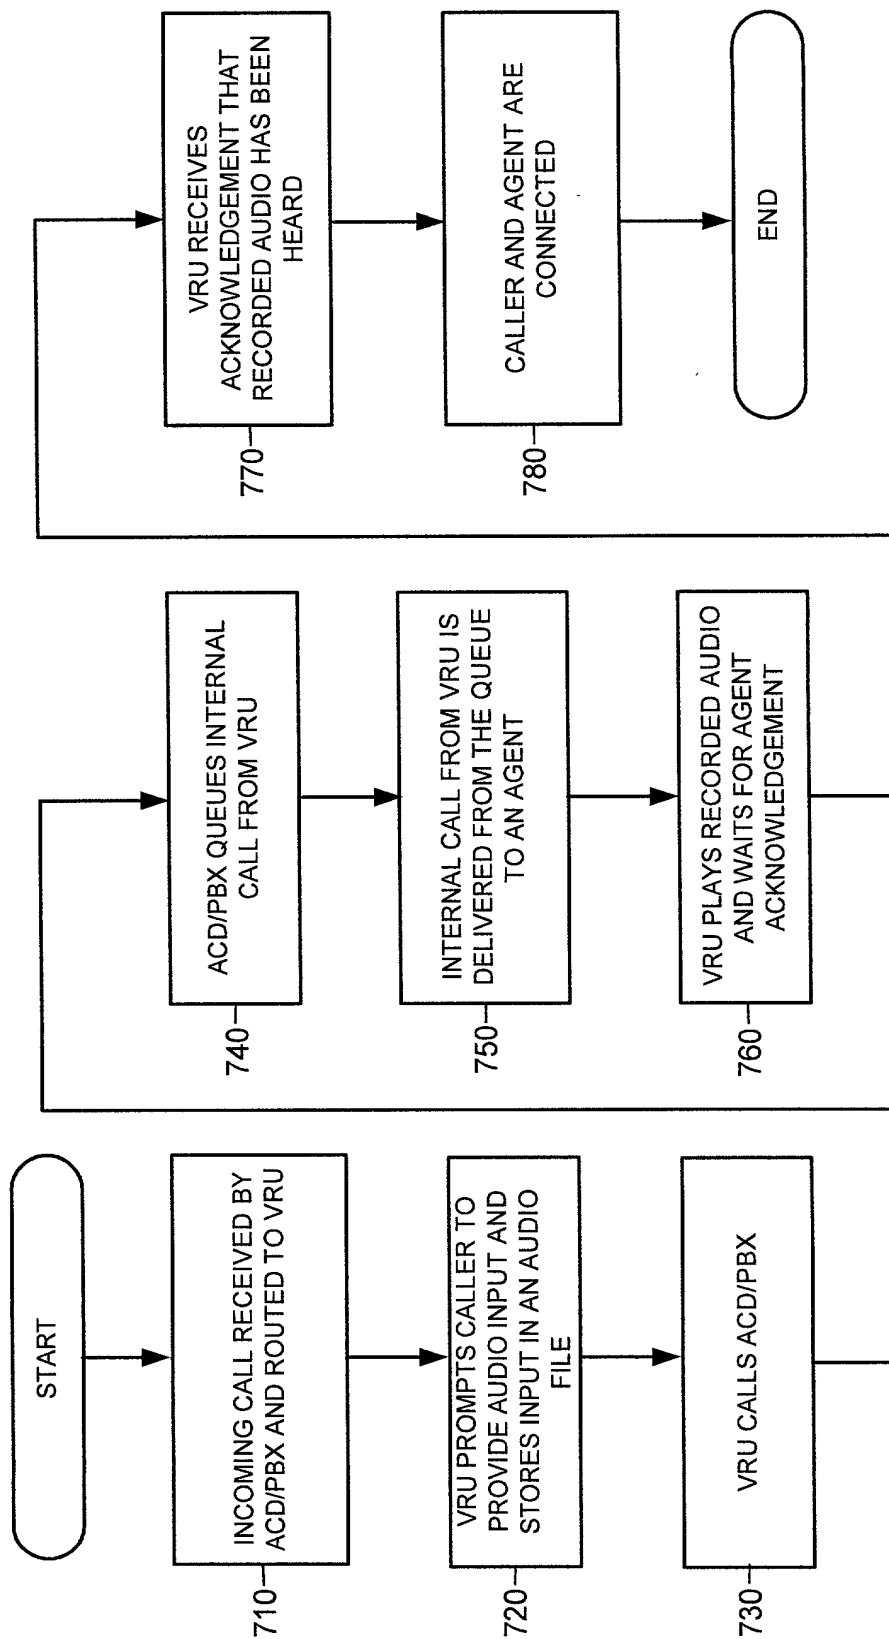 START
INCOMING CALL RECEIVED BY
ACD/PBX AND ROUTED TO VRU
710
VRU PROMPTS CALLER TO
PROVIDE AUDIO INPUT AND
STORES INPUT IN AN AUDIO
FILE
720
VRU CALLS ACD/PBX
730
ACD/PBX QUEUES INTERNAL
CALL FROM VRU
740
INTERNAL CALL FROM VRU IS
DELIVERED FROM THE QUEUE
TO AN AGENT
750
VRU PLAYS RECORDED AUDIO
AND WAITS FOR AGENT
ACKNOWLEDGEMENT
760
VRU RECEIVES
ACKNOWLEDGEMENT THAT
RECORDED AUDIO HAS BEEN
HEARD
770
CALLER AND AGENT ARE
CONNECTED
780
END